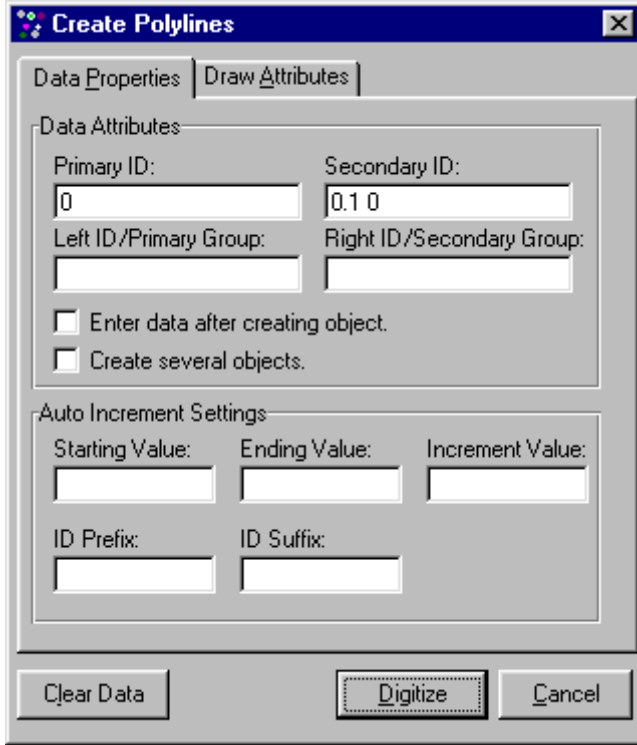 Create Polylines
Data Properties Draw Attributes
Data Attributes
Primary ID: Secondary ID:
0 0.1 0
Left ID/Primary Group: Right ID/Secondary Group:
Enter data after creating object.
Create several objects.
Auto Increment Settings
Starting Value: Ending Value: Increment Value:
ID Prefix: ID Suffix:
Clear Data Digitize Cancel